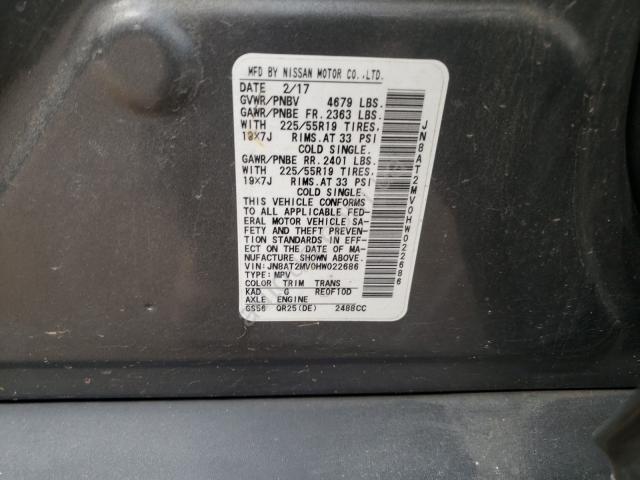 MFD BY NISSAN MOTOR CO.,LTD.
DATE 2/17
GVWR/PNBV 4679 LBS.
GAWR/PNBE FR. 2363 LBS.
WITH 225/55R19 TIRES,
19×7J RIMS.AT 33 PSI
COLD SINGLE.
GAWR/PNBE RR. 2401 LBS.
WITH 225/55R19 TIRES,
19×7J RIMS.AT 33 PSI
COLD SINGLE.
THIS VEHICLE CONFORMS
TO ALL APPLICABLE FED-
ERAL MOTOR VEHICLE SA-
FETY AND THEFT PREVEN-
TION STANDARDS IN EFF-
ECT ON THE DATE OF MA-
NUFACTURE SHOWN ABOVE.
VIN:JN8AT2MV0HW022686
TYPE:MPV
COLOR TRIM TRANS
KAD G RE0F10D
AXLE ENGINE
GS56 QR25(DE) 2488CC
JN8AT2MV0HW022686